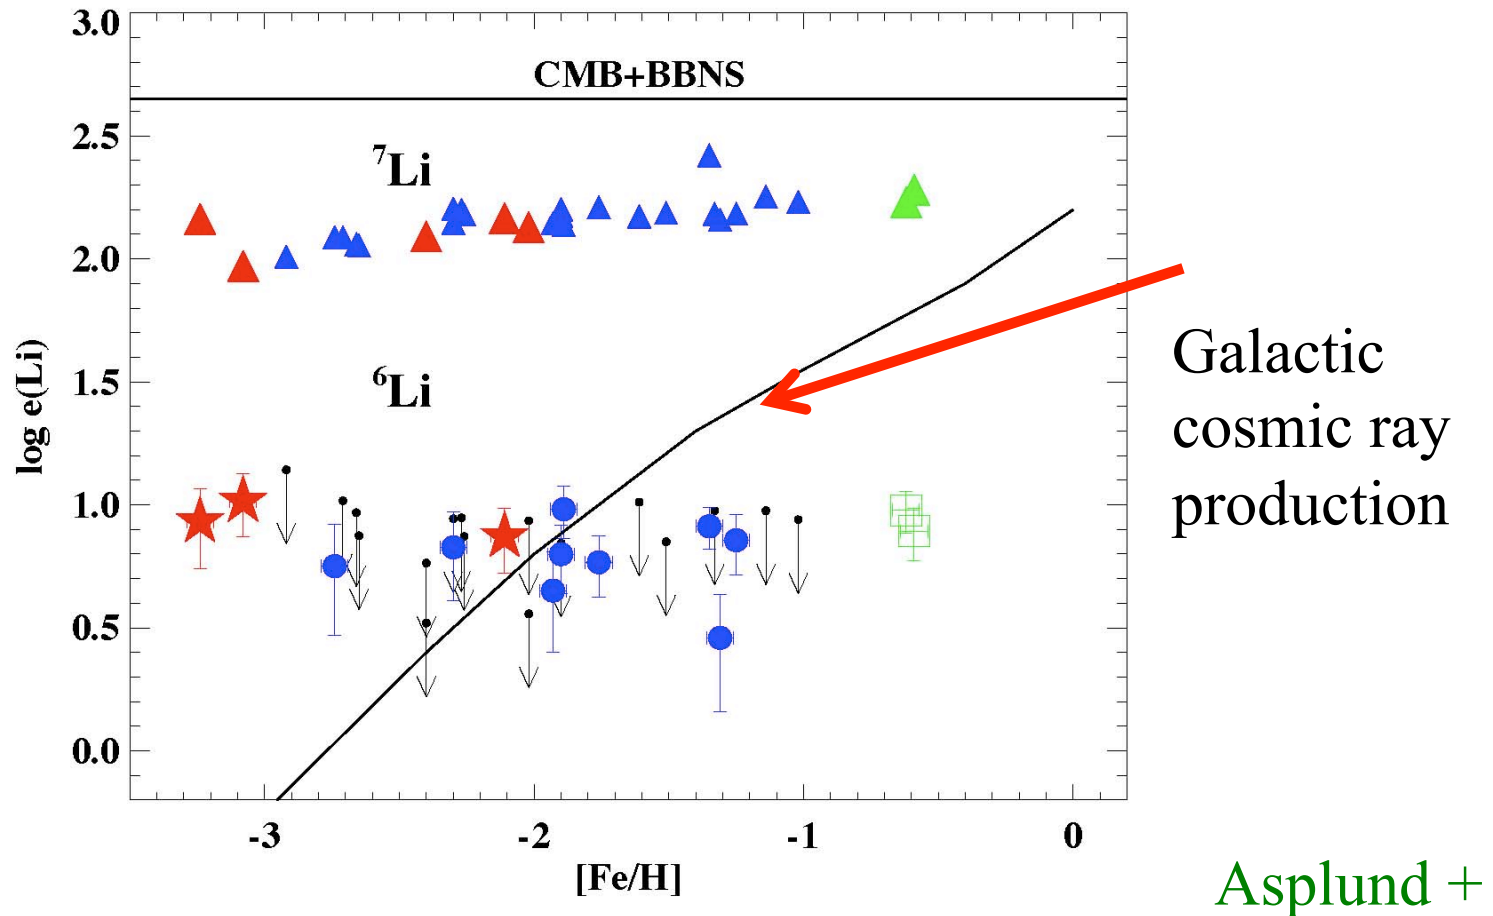 3.0
CMB+BBNS
2.5
⁷Li
2.0
log e(Li)
1.5
⁶Li
1.0
0.5
0.0
-3 -2 -1 0
[Fe/H]
Galactic
cosmic ray
production
Asplund +